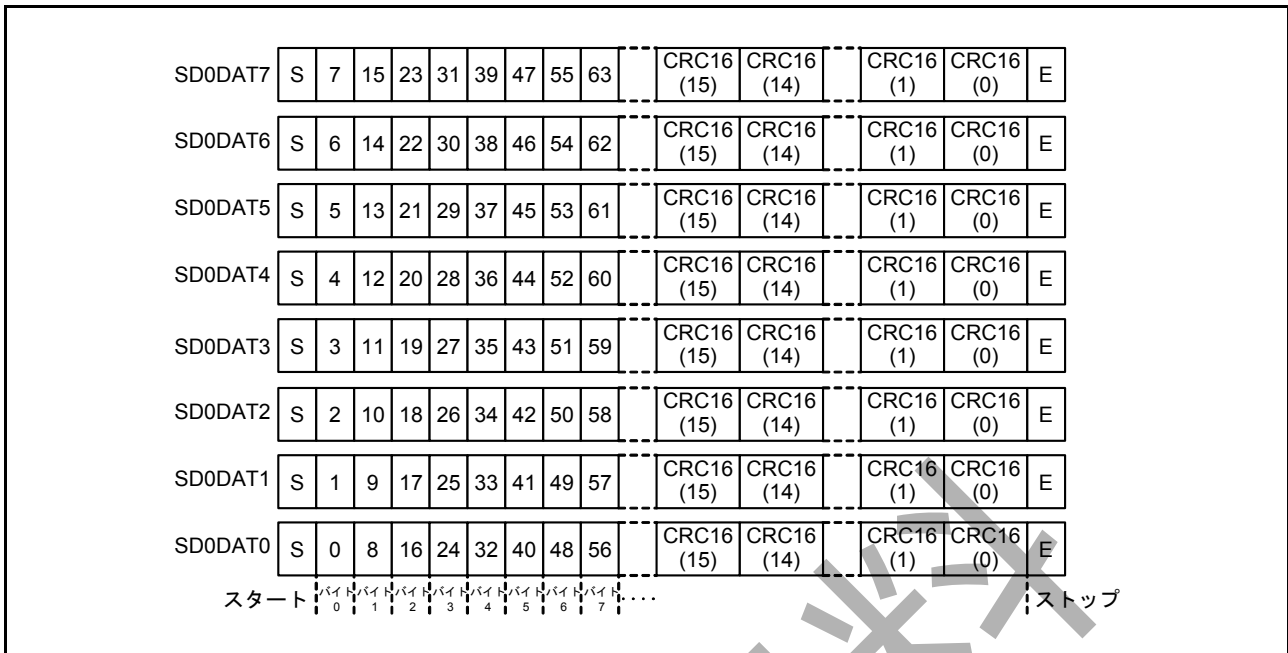 SD0DAT7 S 7 15 23 31 39 47 55 63 CRC16 (15) CRC16 (14) CRC16 (1) CRC16 (0) E
SD0DAT6 S 6 14 22 30 38 46 54 62 CRC16 (15) CRC16 (14) CRC16 (1) CRC16 (0) E
SD0DAT5 S 5 13 21 29 37 45 53 61 CRC16 (15) CRC16 (14) CRC16 (1) CRC16 (0) E
SD0DAT4 S 4 12 20 28 36 44 52 60 CRC16 (15) CRC16 (14) CRC16 (1) CRC16 (0) E
SD0DAT3 S 3 11 19 27 35 43 51 59 CRC16 (15) CRC16 (14) CRC16 (1) CRC16 (0) E
SD0DAT2 S 2 10 18 26 34 42 50 58 CRC16 (15) CRC16 (14) CRC16 (1) CRC16 (0) E
SD0DAT1 S 1 9 17 25 33 41 49 57 CRC16 (15) CRC16 (14) CRC16 (1) CRC16 (0) E
SD0DAT0 S 0 8 16 24 32 40 48 56 CRC16 (15) CRC16 (14) CRC16 (1) CRC16 (0) E
スタート バイト0 バイト1 バイト2 バイト3 バイト4 バイト5 バイト6 バイト7 ‥‥ ストップ